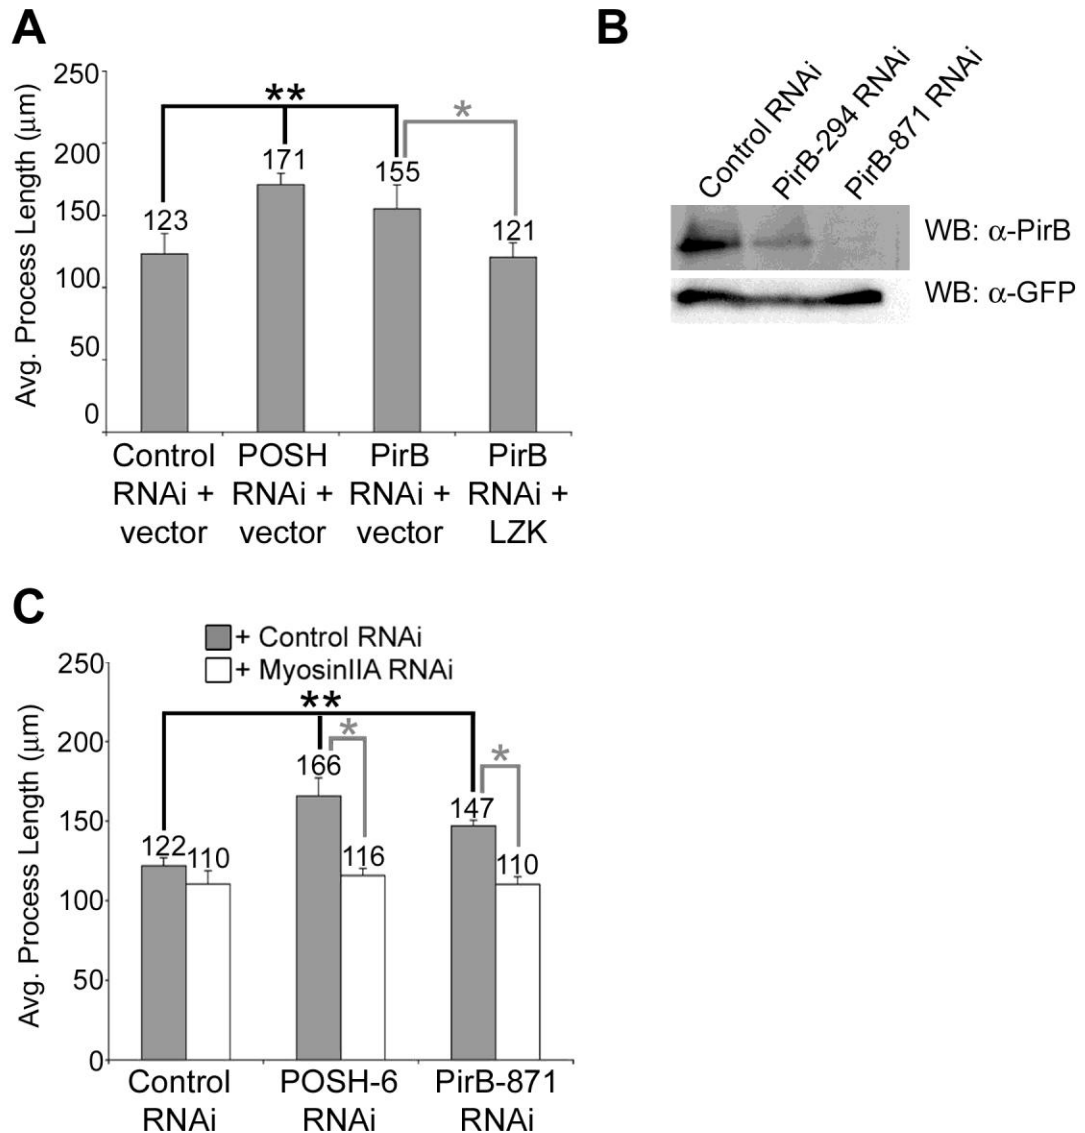 A
Avg. Process Length (μm)
250
200
150
100
50
0
**
*
123
171
155
121
Control RNAi + vector
POSH RNAi + vector
PirB RNAi + vector
PirB RNAi + LZK
B
Control RNAi
PirB-294 RNAi
PirB-871 RNAi
WB: α-PirB
WB: α-GFP
C
+ Control RNAi
+ MyosinIIA RNAi
Avg. Process Length (μm)
250
200
150
100
50
0
**
*
*
122
110
166
116
147
110
Control RNAi
POSH-6 RNAi
PirB-871 RNAi